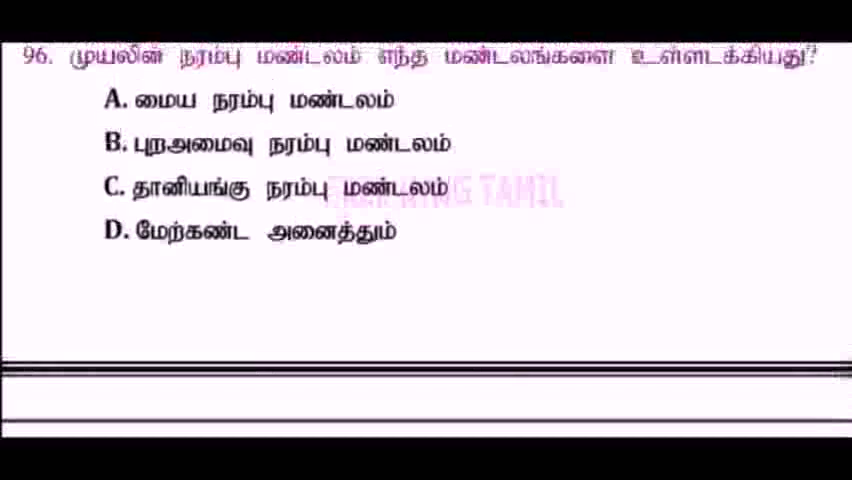 96. முயலின் நரம்பு மண்டலம் எந்த மண்டலங்களை உள்ளடக்கியது?
A. மைய நரம்பு மண்டலம்
B. புறஅமைவு நரம்பு மண்டலம்
C. தானியங்கு நரம்பு மண்டலம்
TAMIL
D. மேற்கண்ட அனைத்தும்